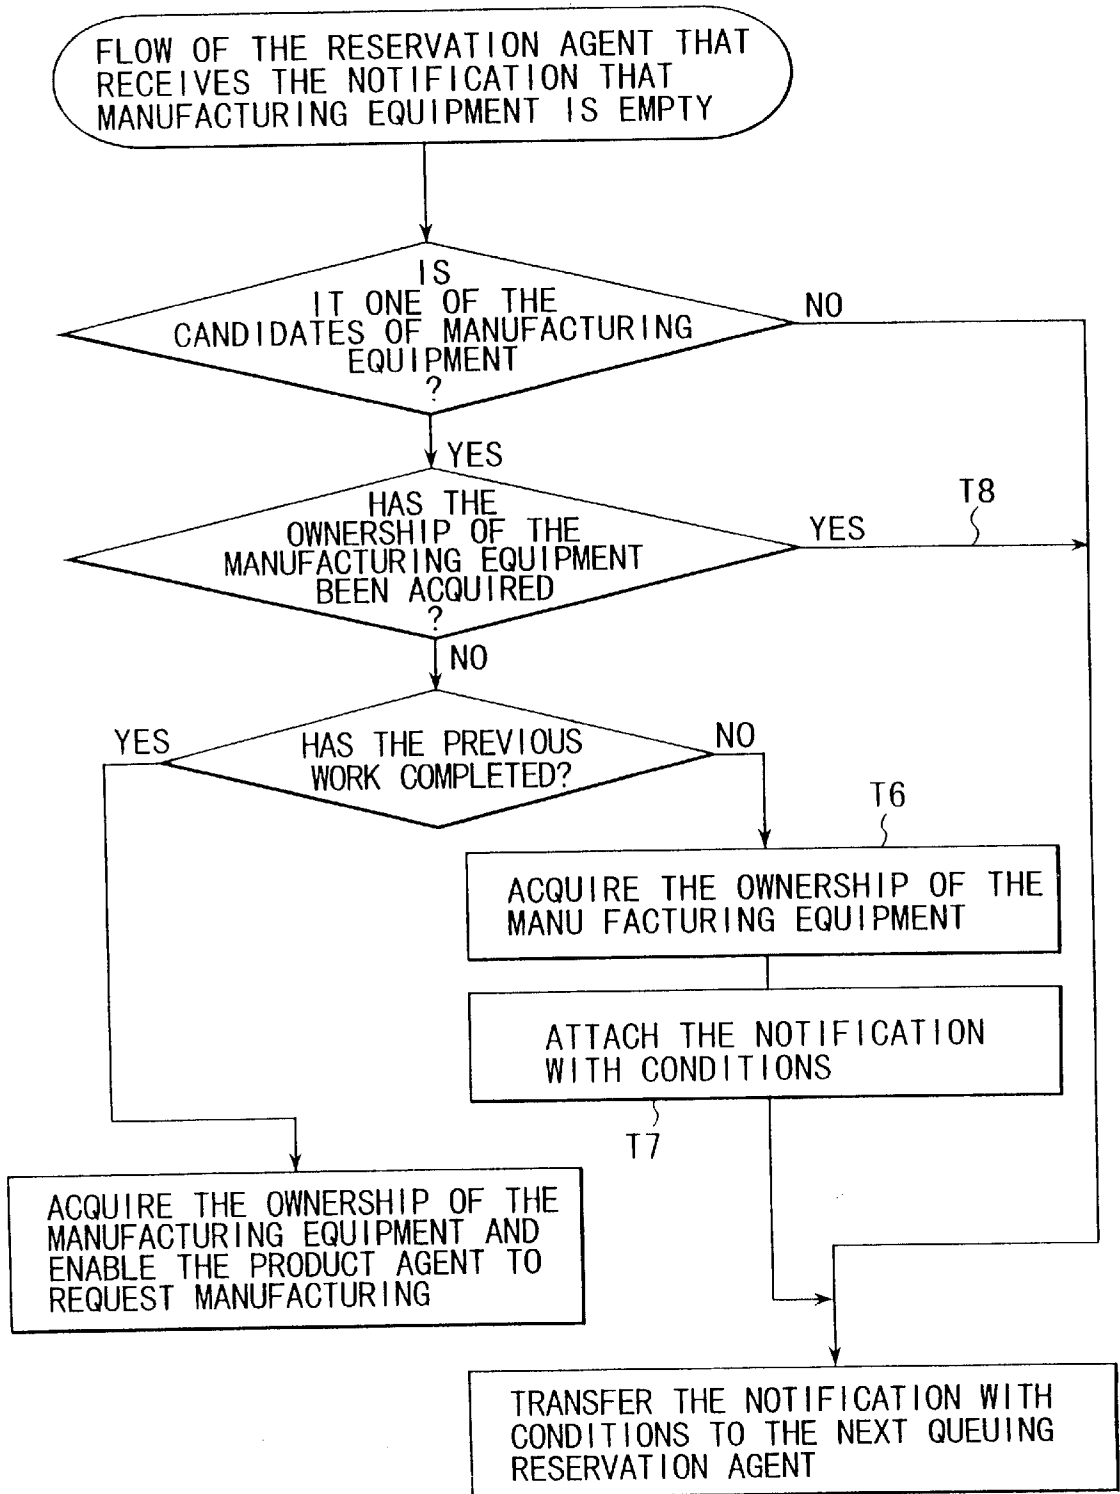 FLOW OF THE RESERVATION AGENT THAT
RECEIVES THE NOTIFICATION THAT
MANUFACTURING EQUIPMENT IS EMPTY
IS
IT ONE OF THE
CANDIDATES OF MANUFACTURING
EQUIPMENT
?
NO
YES
HAS THE
OWNERSHIP OF THE
MANUFACTURING EQUIPMENT
BEEN ACQUIRED
?
YES
T8
NO
HAS THE PREVIOUS
WORK COMPLETED?
YES
NO
T6
ACQUIRE THE OWNERSHIP OF THE
MANU FACTURING EQUIPMENT
ATTACH THE NOTIFICATION
WITH CONDITIONS
T7
ACQUIRE THE OWNERSHIP OF THE
MANUFACTURING EQUIPMENT AND
ENABLE THE PRODUCT AGENT TO
REQUEST MANUFACTURING
TRANSFER THE NOTIFICATION WITH
CONDITIONS TO THE NEXT QUEUING
RESERVATION AGENT